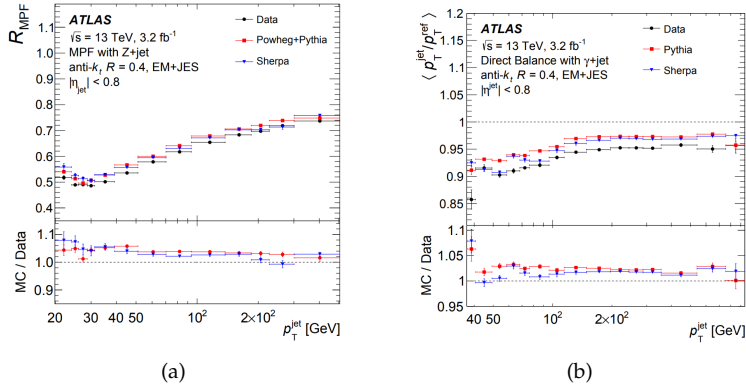 ATLAS
√s = 13 TeV, 3.2 fb⁻¹
MPF with Z+jet
anti-kₜ R = 0.4, EM+JES
|ηjet| < 0.8
Data
Powheg+Pythia
Sherpa
R_MPF
1.1
1.0
0.9
0.8
0.7
0.6
0.5
0.4
MC / Data
1.1
1.0
0.9
20 30 40 50 10² 2×10²
p_T^jet [GeV]
(a)
ATLAS
√s = 13 TeV, 3.2 fb⁻¹
Direct Balance with γ+jet
anti-kₜ R = 0.4, EM+JES
|η^jet| < 0.8
Data
Pythia
Sherpa
⟨ p_T^jet / p_T^ref ⟩
1.2
1.15
1.1
1.05
1
0.95
0.9
0.85
MC / Data
1.1
1.05
1
0.95
40 50 10² 2×10²
p_T^jet [GeV]
(b)